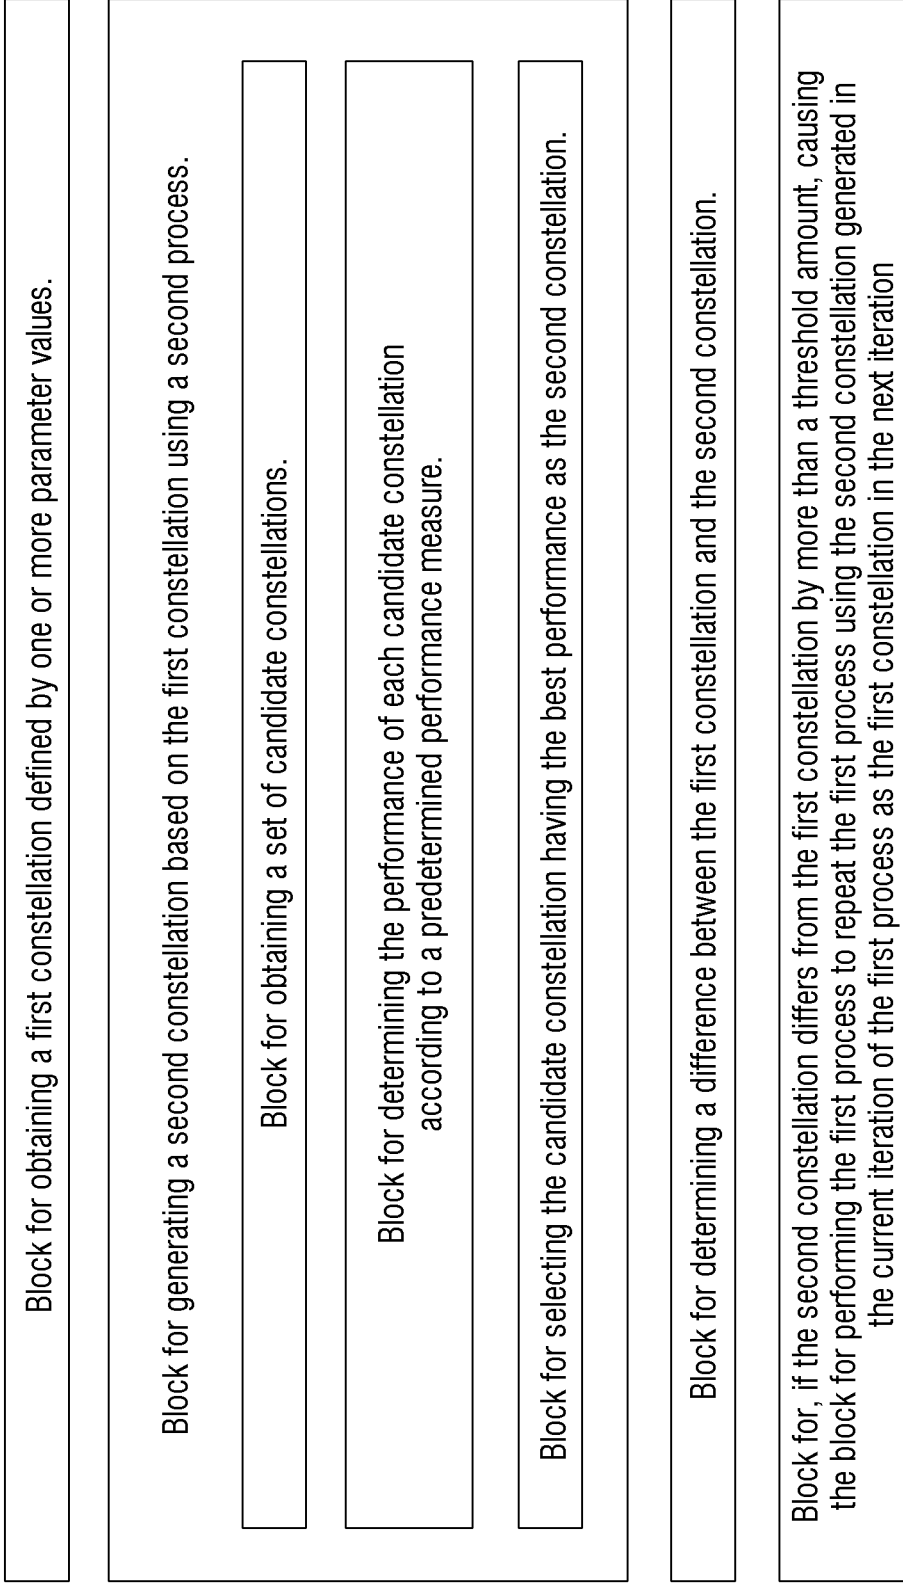 Block for obtaining a first constellation defined by one or more parameter values.
Block for generating a second constellation based on the first constellation using a second process.
Block for obtaining a set of candidate constellations.
Block for determining the performance of each candidate constellation
according to a predetermined performance measure.
Block for selecting the candidate constellation having the best performance as the second constellation.
Block for determining a difference between the first constellation and the second constellation.
Block for, if the second constellation differs from the first constellation by more than a threshold amount, causing
the block for performing the first process to repeat the first process using the second constellation generated in
the current iteration of the first process as the first constellation in the next iteration